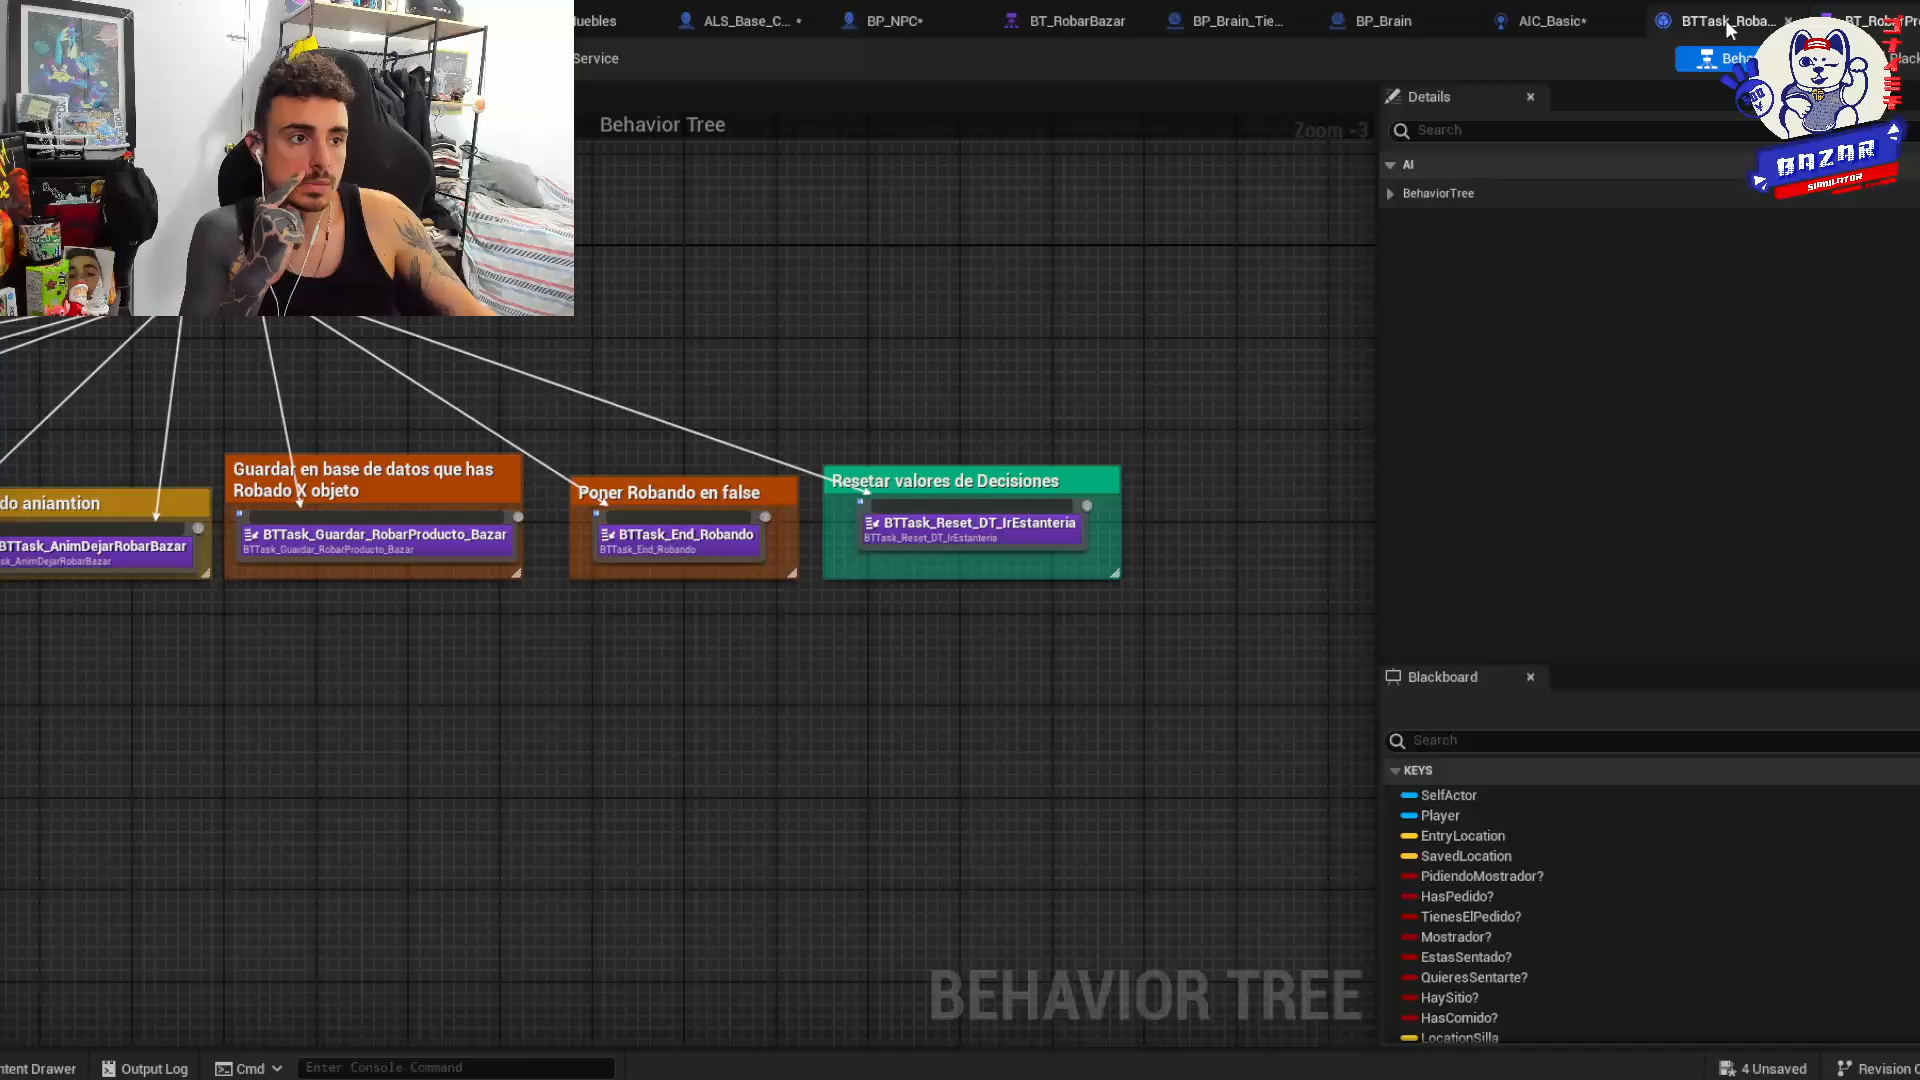 uebles
ALS_Base_C... *
BP_NPC*
BT_RobarBazar
BP_Brain_Tie...
BP_Brain
AIC_Basic*
BTTask_Roba...
Service
Behavior Tree
Zoom -3
Details
Search
AI
BehaviorTree
BAZAR
SIMULATOR
do aniamtion
BTTask_AnimDejarRobarBazar
sk_AnimDejarRobarBazar
Guardar en base de datos que has
Robado X objeto
BTTask_Guardar_RobarProducto_Bazar
BTTask_Guardar_RobarProducto_Bazar
Poner Robando en false
BTTask_End_Robando
BTTask_End_Robando
Resetar valores de Decisiones
BTTask_Reset_DT_IrEstanteria
BTTask_Reset_DT_IrEstanteria
Blackboard
Search
KEYS
SelfActor
Player
EntryLocation
SavedLocation
PidiendoMostrador?
HasPedido?
TienesElPedido?
Mostrador?
EstasSentado?
QuieresSentarte?
HaySitio?
HasComido?
LocationSilla
BEHAVIOR TREE
ntent Drawer
Output Log
Cmd
Enter Console Command
4 Unsaved
Revision C